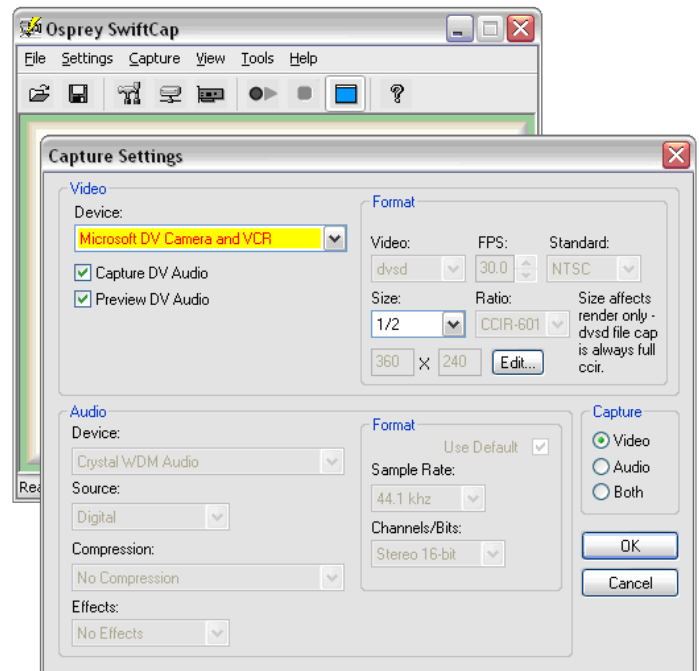 Osprey SwiftCap
File Settings Capture View Tools Help
Capture Settings
Video
Device:
Microsoft DV Camera and VCR
Capture DV Audio
Preview DV Audio
Format
Video: FPS: Standard:
dvsd 30.0 NTSC
Size: Ratio:
1/2 CCIR-601
Size affects
render only -
dvsd file cap
is always full
ccir.
360 X 240 Edit...
Audio
Device:
Crystal WDM Audio
Source:
Digital
Compression:
No Compression
Effects:
No Effects
Format
Use Default
Sample Rate:
44.1 khz
Channels/Bits:
Stereo 16-bit
Capture
Video
Audio
Both
OK
Cancel
Rea